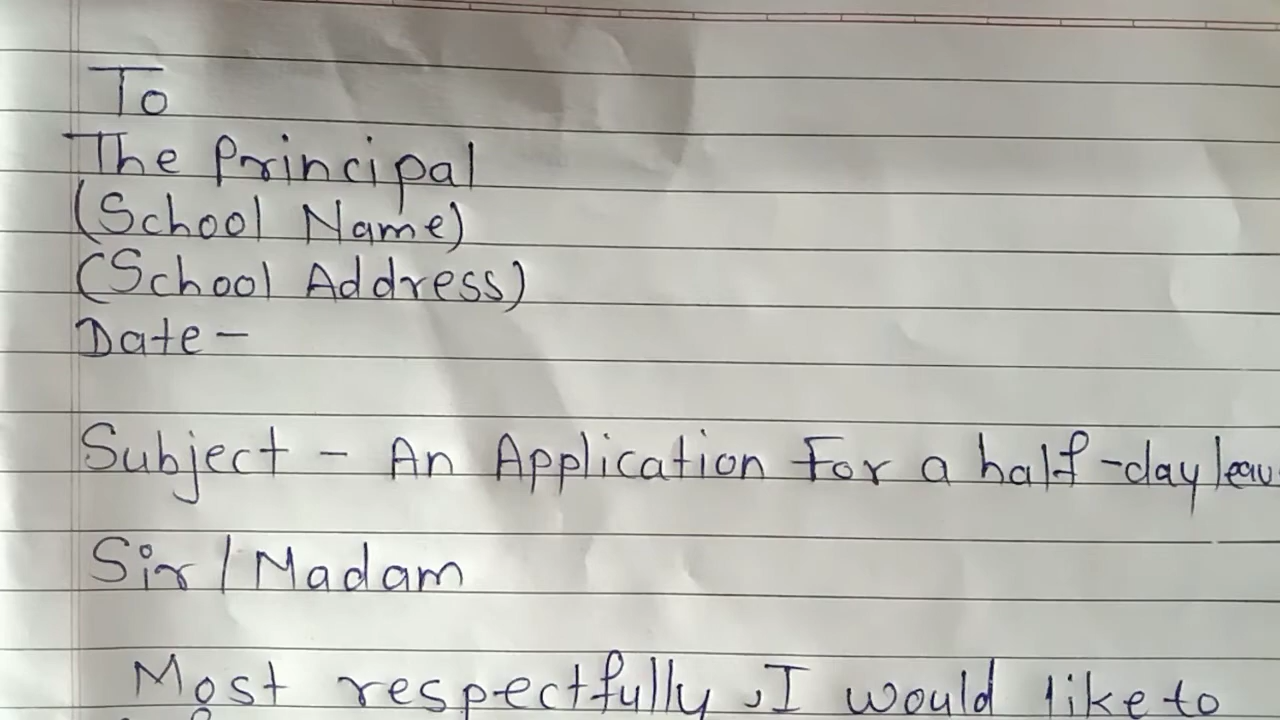 To
The Principal
(School Name)
(School Address)
Date -
Subject - An Application For a half-day leav
Sir / Madam
Most respectfully, I would like to